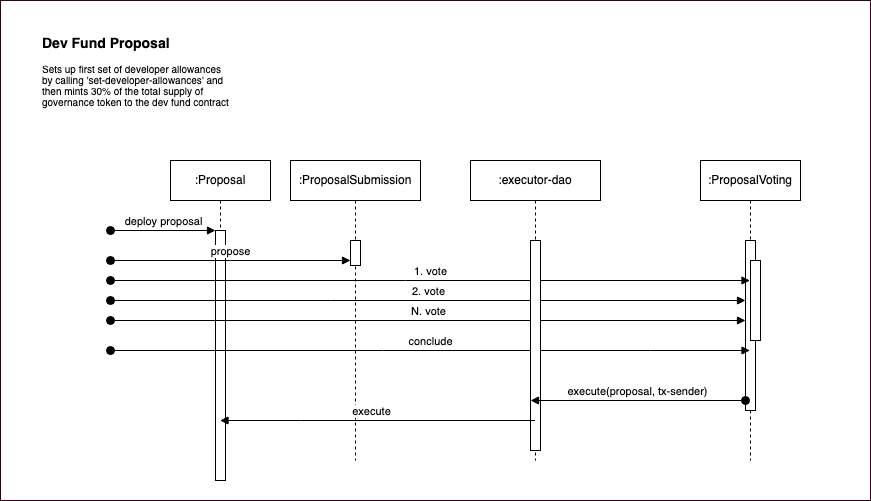 Dev Fund Proposal
Sets up first set of developer allowances
by calling 'set-developer-allowances' and
then mints 30% of the total supply of
governance token to the dev fund contract
:Proposal
:ProposalSubmission
:executor-dao
:ProposalVoting
deploy proposal
propose
1. vote
2. vote
N. vote
conclude
execute(proposal, tx-sender)
execute